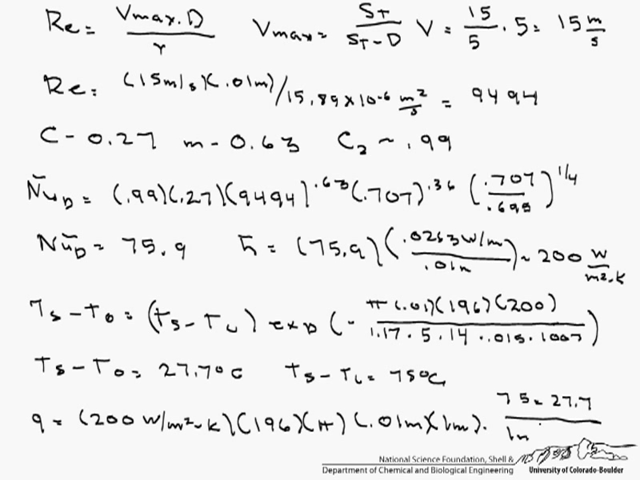 Re = Vmax·D / γ   Vmax = ST / ST-D V = 15/5 · 5 = 15 m/s
Re = (15m/s)(.01m)/15.89×10^-6 m²/s = 9494
C - 0.27 m - 0.63 C₂ ~ .99
N̄u_D = (.99)(.27)(9494)^.63 (.707)^.36 (.707/.695)^1/4
N̄u_D = 75.9 h̄ = (75.9)(.0263W/m/.01m) ~ 200 W/m²·K
Ts - To = (Ts - Ti) exp (- π(.01)(196)(200) / 1.17·5·14·.015·1007)
Ts - To = 27.7°C Ts - Ti = 75°C
q = (200 W/m²·K)(196)(π)(.01m)(1m)· 75 - 27.7 / ln
National Science Foundation, Shell &
Department of Chemical and Biological Engineering University of Colorado-Boulder